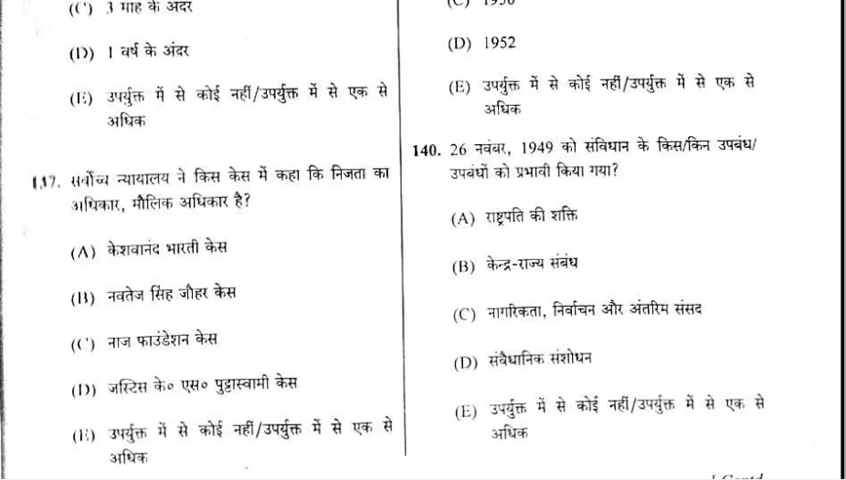 (C) 3 माह के अंदर
(D) 1 वर्ष के अंदर
(E) उपर्युक्त में से कोई नहीं/उपर्युक्त में से एक से
अधिक
137. सर्वोच्च न्यायालय ने किस केस में कहा कि निजता का
अधिकार, मौलिक अधिकार है?
(A) केशवानंद भारती केस
(B) नवतेज सिंह जौहर केस
(C) नाज फाउंडेशन केस
(D) जस्टिस के० एस० पुट्टास्वामी केस
(E) उपर्युक्त में से कोई नहीं/उपर्युक्त में से एक से
अधिक
(C) 1950
(D) 1952
(E) उपर्युक्त में से कोई नहीं/उपर्युक्त में से एक से
अधिक
140. 26 नवंबर, 1949 को संविधान के किस/किन उपबंध/
उपबंधों को प्रभावी किया गया?
(A) राष्ट्रपति की शक्ति
(B) केन्द्र-राज्य संबंध
(C) नागरिकता, निर्वाचन और अंतरिम संसद
(D) संवैधानिक संशोधन
(E) उपर्युक्त में से कोई नहीं/उपर्युक्त में से एक से
अधिक